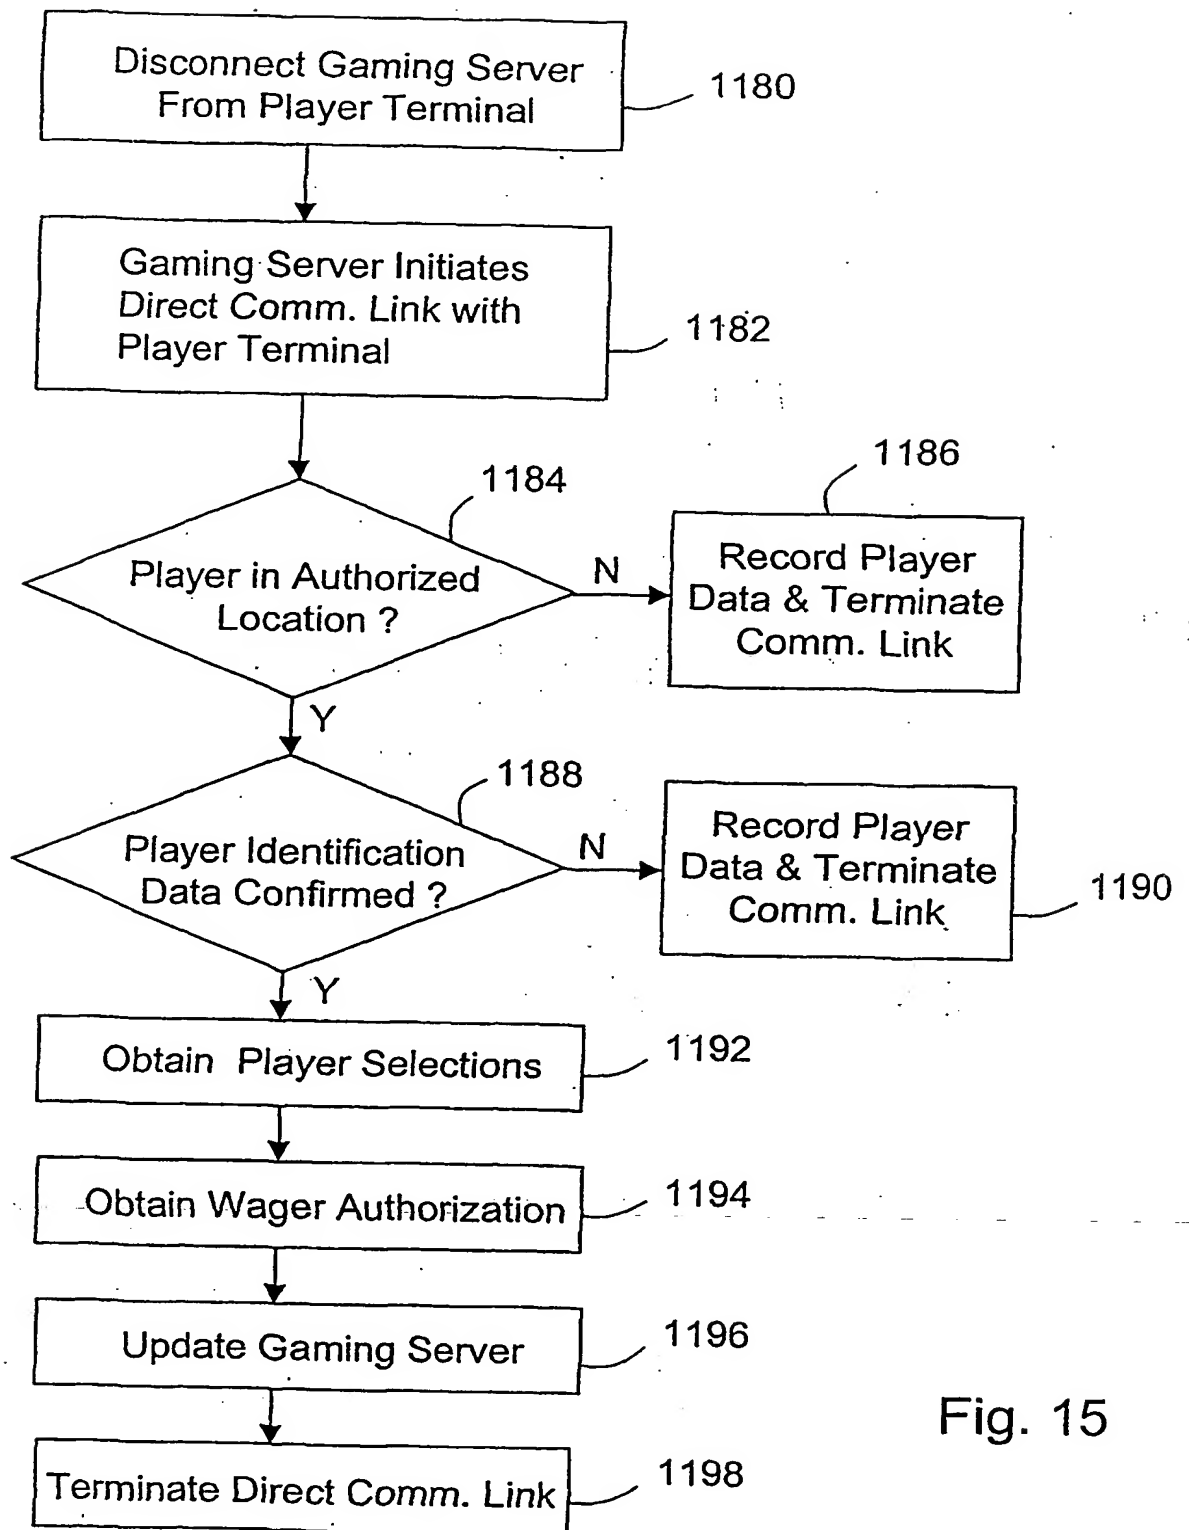 Disconnect Gaming Server
From Player Terminal
1180
Gaming Server Initiates
Direct Comm. Link with
Player Terminal
1182
1184
1186
Player in Authorized
Location ?
N
Record Player
Data & Terminate
Comm. Link
Y
1188
Player Identification
Data Confirmed ?
N
Record Player
Data & Terminate
Comm. Link
1190
Y
Obtain Player Selections
1192
Obtain Wager Authorization
1194
Update Gaming Server
1196
Terminate Direct Comm. Link
1198
Fig. 15